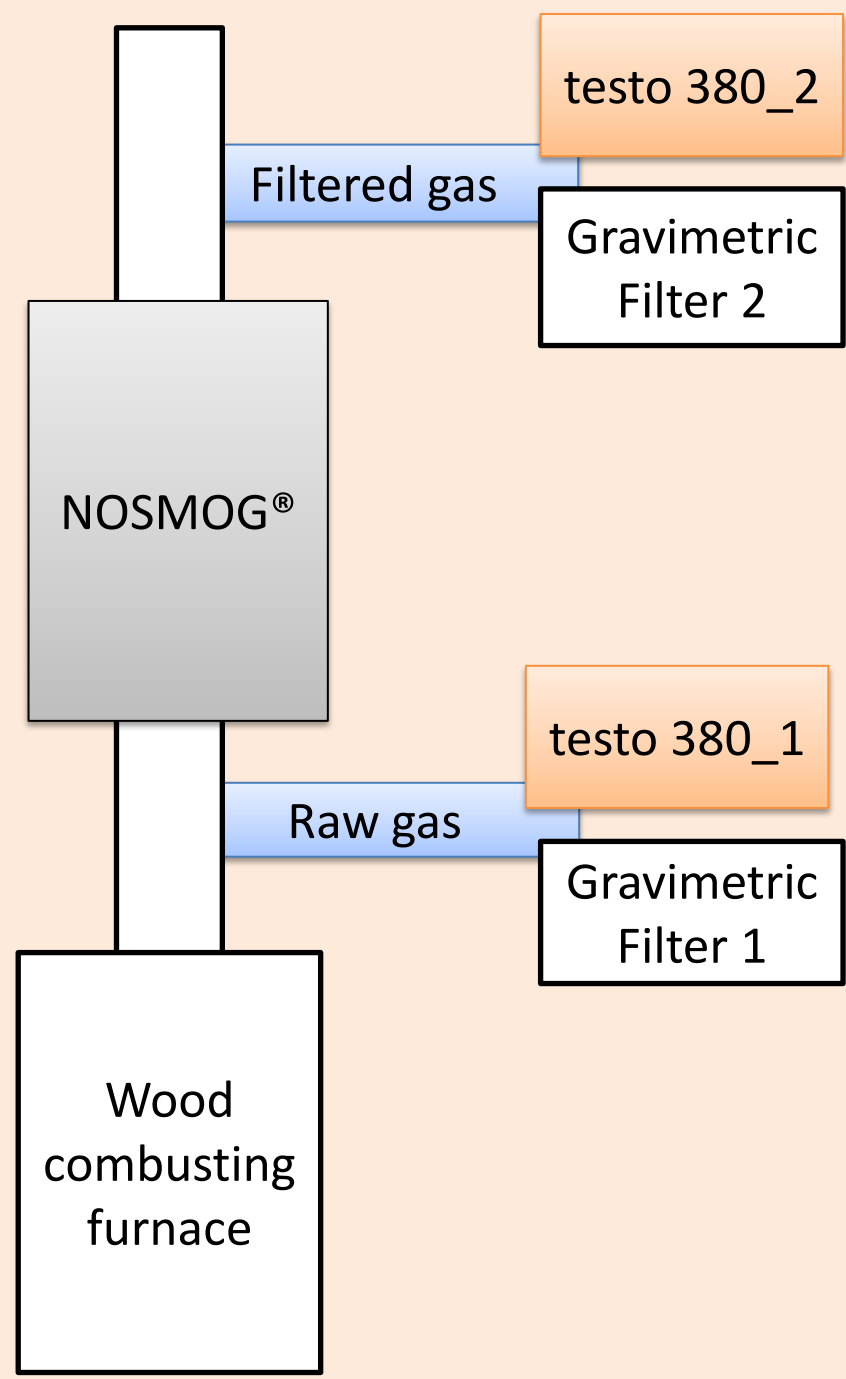 testo 380_2
Filtered gas
Gravimetric
Filter 2
NOSMOG®
testo 380_1
Raw gas
Gravimetric
Filter 1
Wood
combusting
furnace